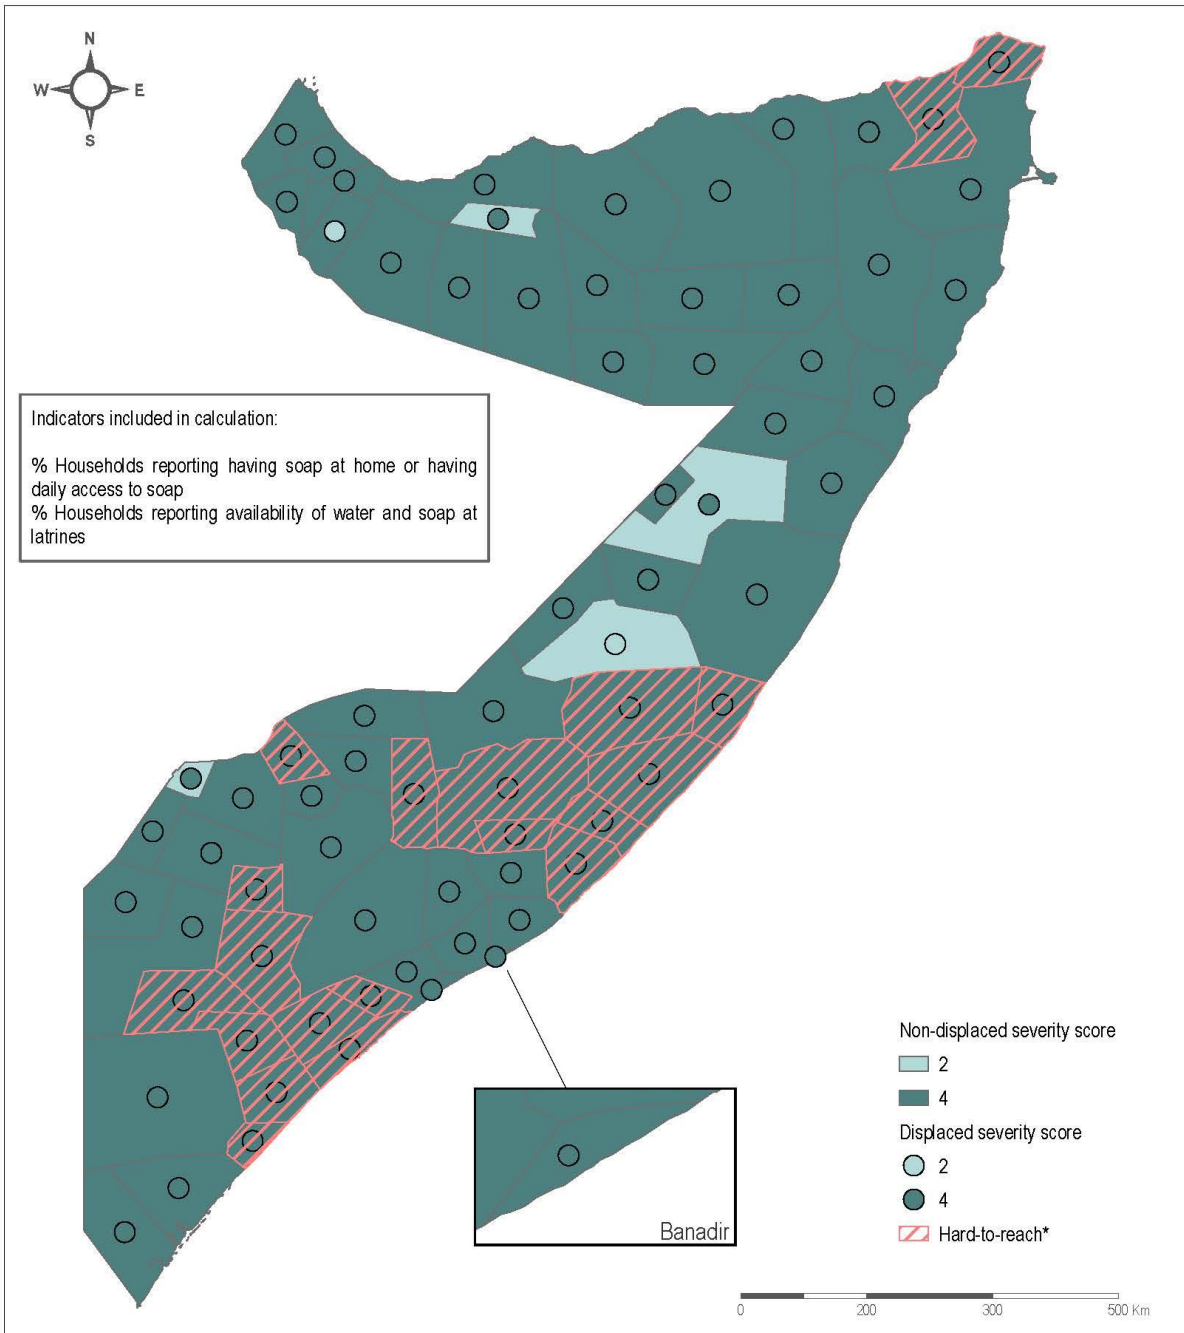 N
W
E
S
Indicators included in calculation:
% Households reporting having soap at home or having
daily access to soap
% Households reporting availability of water and soap at
latrines
Non-displaced severity score
2
4
Displaced severity score
2
4
Hard-to-reach*
Banadir
0
200
300
500 Km